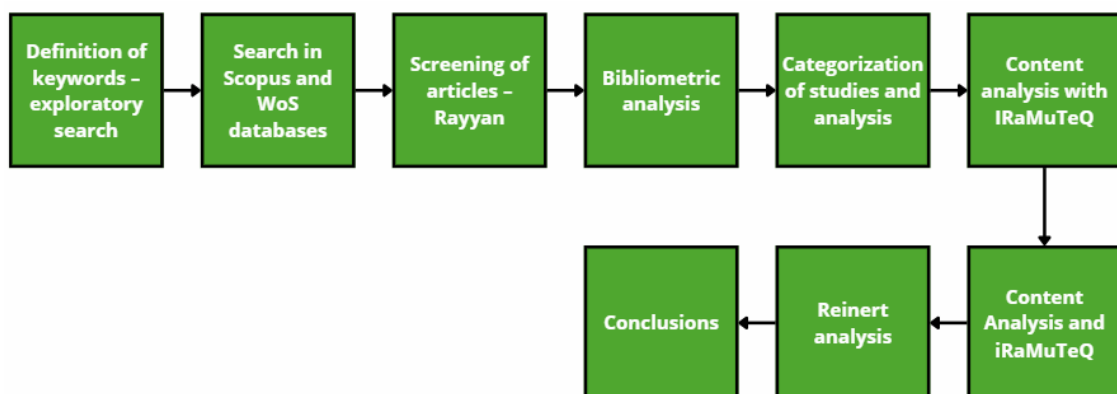 Definition of
keywords –
exploratory
search
Search in
Scopus and
WoS
databases
Screening of
articles –
Rayyan
Bibliometric
analysis
Categorization
of studies and
analysis
Content
analysis with
IRaMuTeQ
Content
Analysis and
iRaMuTeQ
Reinert
analysis
Conclusions